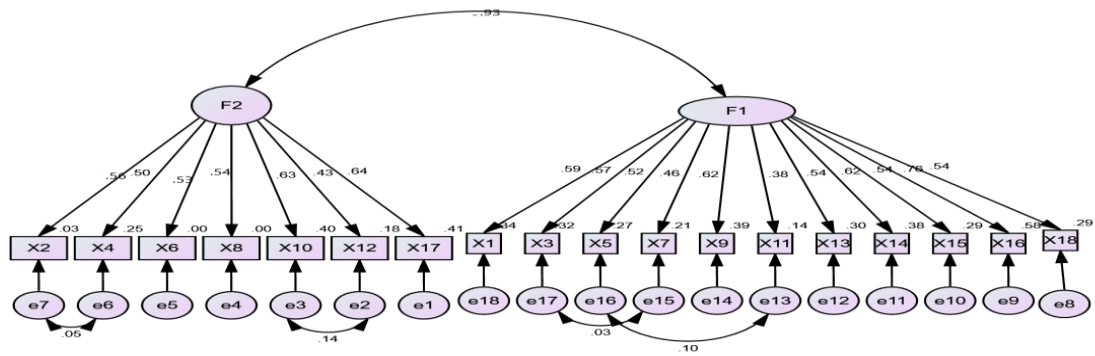 .93
F2
F1
.56 .50 .53 .54 .63 .43 .64
.59 .57 .52 .46 .62 .38 .54 .62 .54 .76 .54
.03 .25 .00 .00 .40 .18 .41
.34 .32 .27 .21 .39 .14 .30 .38 .29 .58 .29
X2 X4 X6 X8 X10 X12 X17
X1 X3 X5 X7 X9 X11 X13 X14 X15 X16 X18
e7 e6 e5 e4 e3 e2 e1
e18 e17 e16 e15 e14 e13 e12 e11 e10 e9 e8
.05 .14 .03 .10